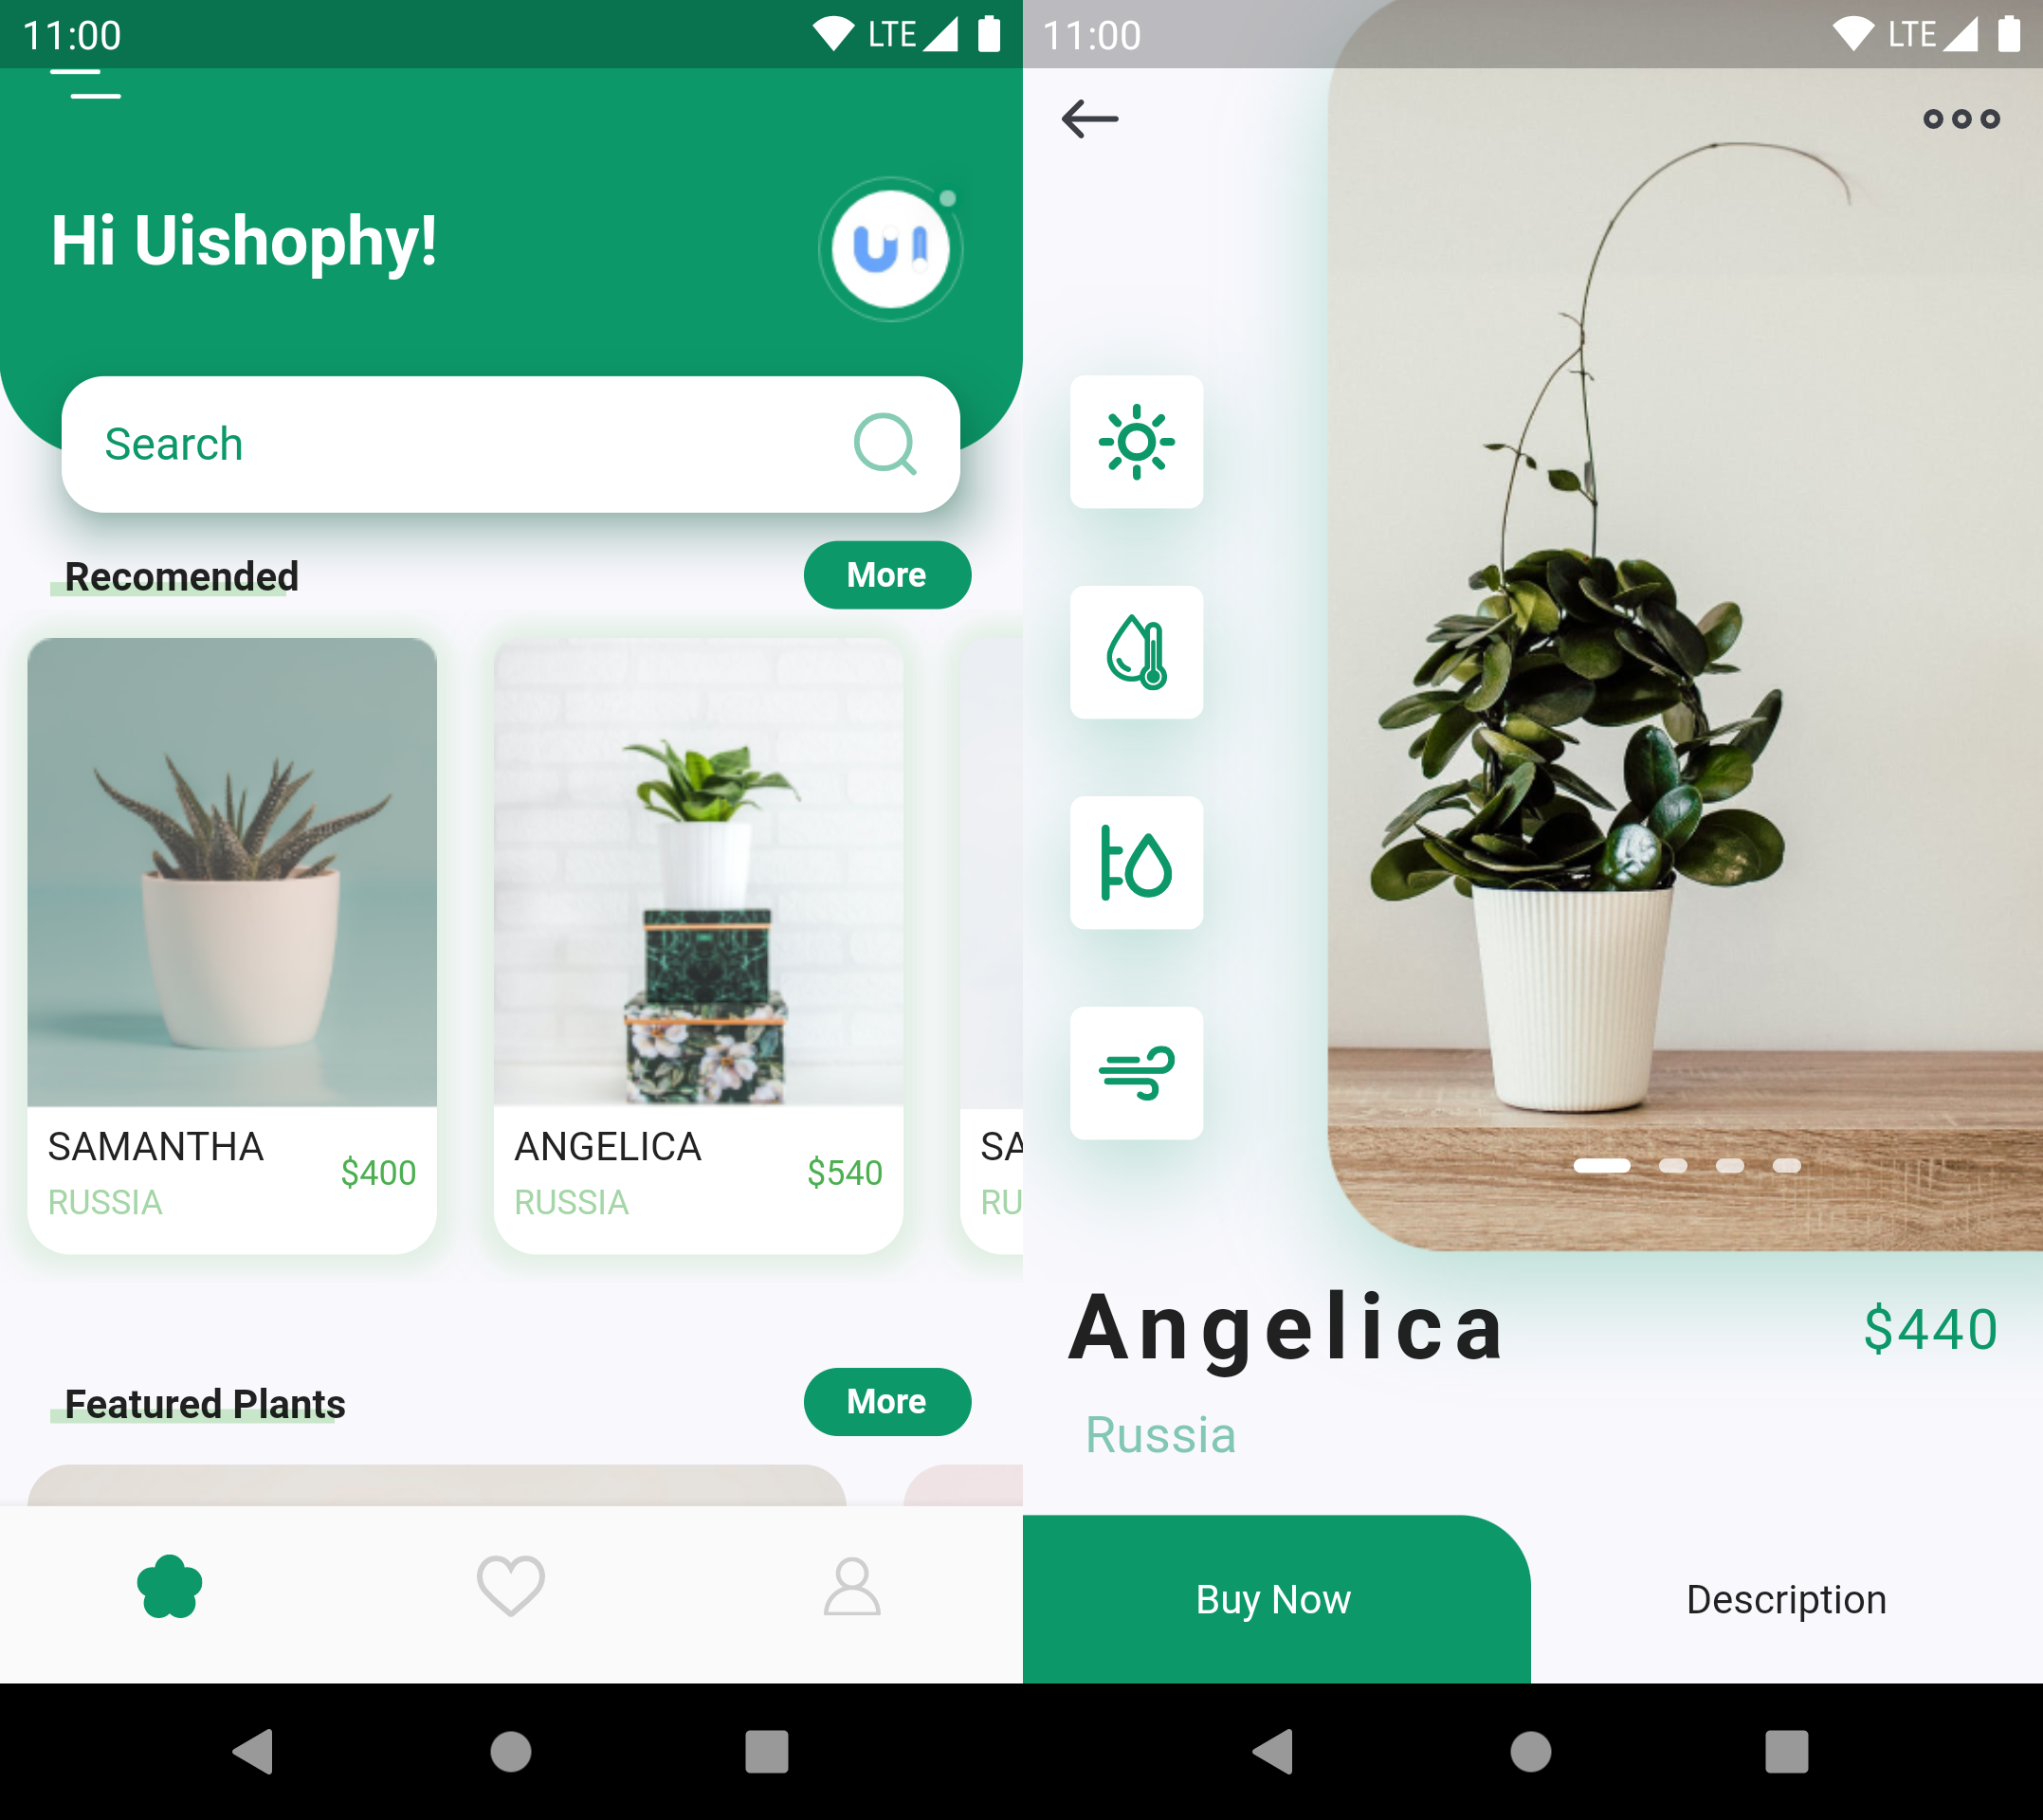 11:00
LTE
Hi Uishophy!
UI
Search
Recomended
More
SAMANTHA
$400
RUSSIA
ANGELICA
$540
RUSSIA
SA
RU
Featured Plants
More
11:00
LTE
Angelica
$440
Russia
Buy Now
Description